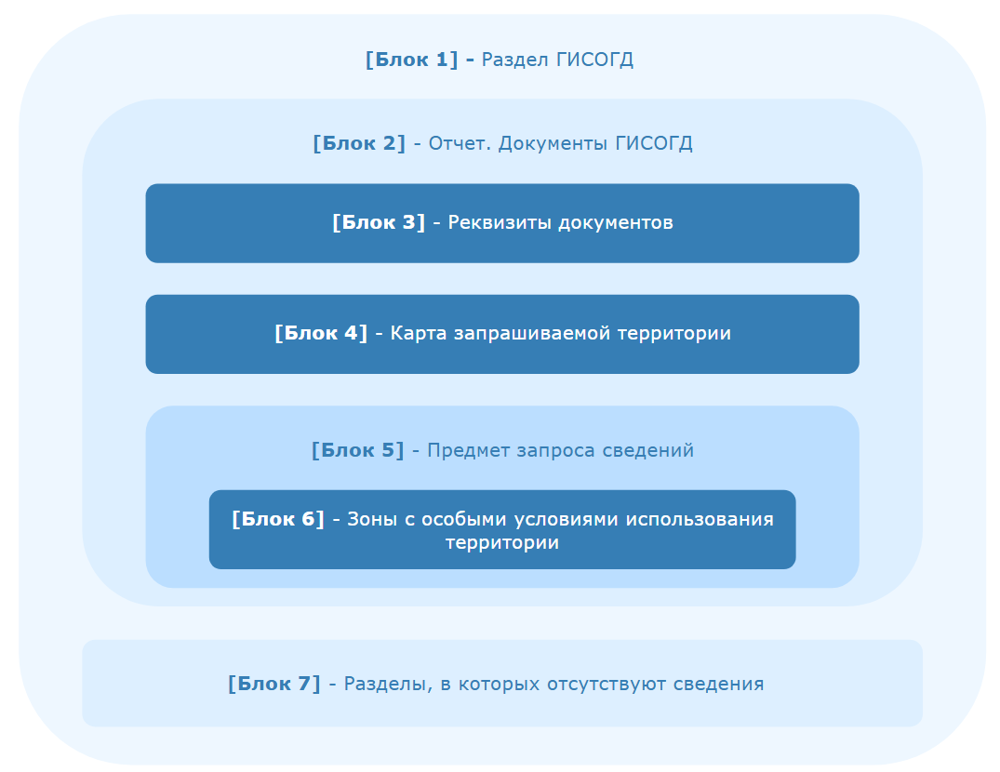 [Блок 1] - Раздел ГИСОГД
[Блок 2] - Отчет. Документы ГИСОГД
[Блок 3] - Реквизиты документов
[Блок 4] - Карта запрашиваемой территории
[Блок 5] - Предмет запроса сведений
[Блок 6] - Зоны с особыми условиями использования
территории
[Блок 7] - Разделы, в которых отсутствуют сведения